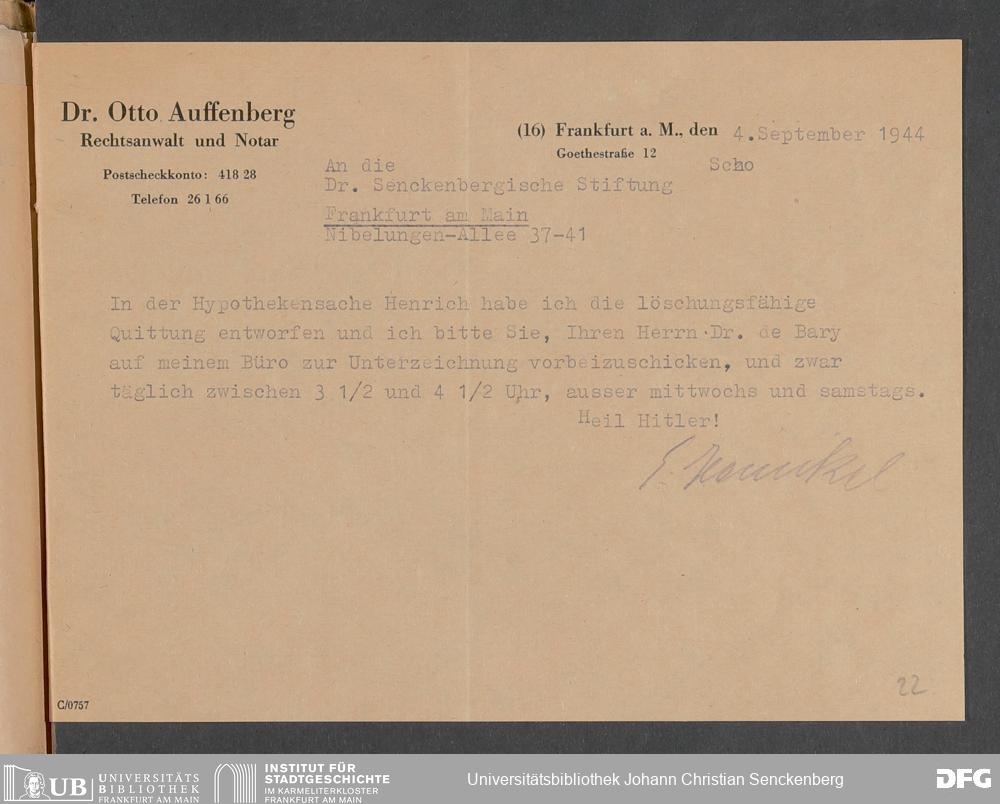 Dr. Otto Auffenberg
Rechtsanwalt und Notar
Postscheckkonto: 418 28
Telefon 26 1 66
(16) Frankfurt a. M., den 4.September 1944
Goethestraße 12
Scho
An die
Dr. Senckenbergische Stiftung
Frankfurt am Main
Nibelungen-Allee 37-41
In der Hypothekensache Henrich habe ich die löschungsfähige
Quittung entworfen und ich bitte Sie, Ihren Herrn Dr. de Bary
auf meinem Büro zur Unterzeichnung vorbeizuschicken, und zwar
täglich zwischen 3 1/2 und 4 1/2 Uhr, ausser mittwochs und samstags.
Heil Hitler!
22
C/0757
UB UNIVERSITÄTS
BIBLIOTHEK
FRANKFURT AM MAIN
INSTITUT FÜR
STADTGESCHICHTE
IM KARMELITERKLOSTER
FRANKFURT AM MAIN
Universitätsbibliothek Johann Christian Senckenberg
DFG